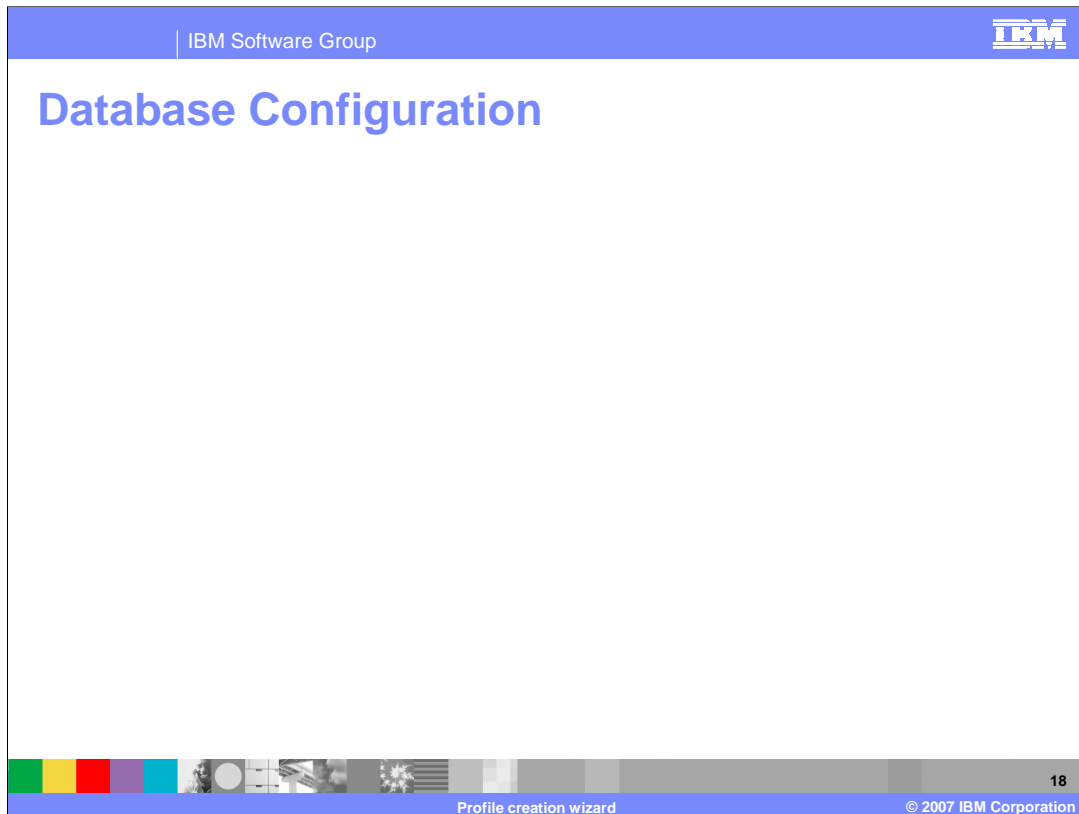 IBM Software Group
IBM
Database Configuration
18
Profile creation wizard
© 2007 IBM Corporation